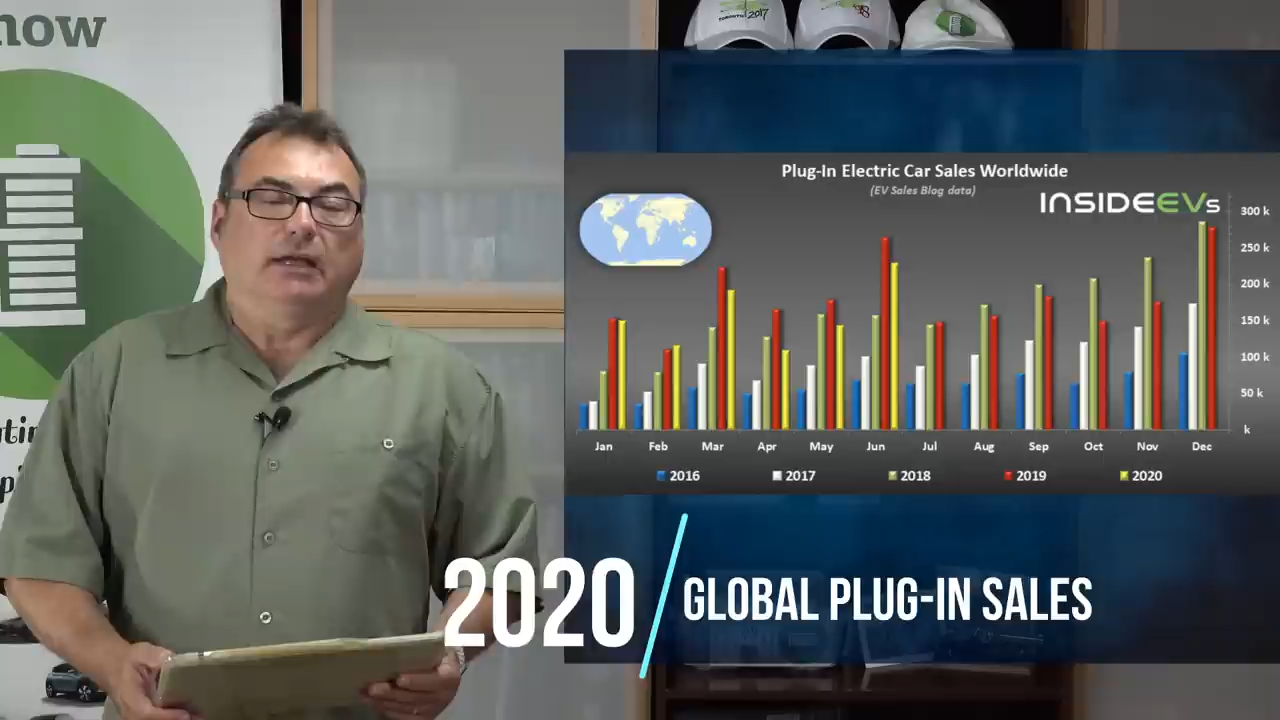 now
TORONTO 2017
Plug-In Electric Car Sales Worldwide
(EV Sales Blog data)
INSIDEEVs
300 k
250 k
200 k
150 k
100 k
50 k
k
Jan Feb Mar Apr May Jun Jul Aug Sep Oct Nov Dec
2016 2017 2018 2019 2020
2020 GLOBAL PLUG-IN SALES